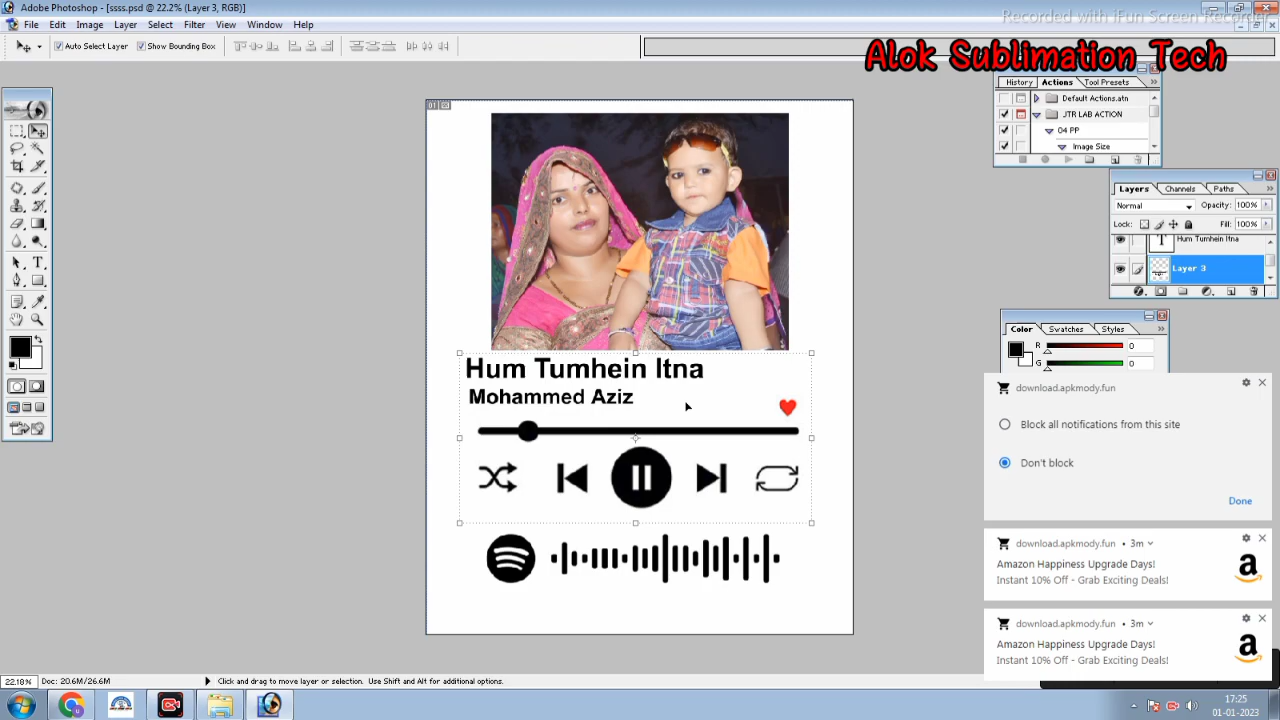 Adobe Photoshop - [ssss.psd @ 22.2% (Layer 3, RGB)]
Recorded with iFun Screen Recorder
File Edit Image Layer Select Filter View Window Help
Auto Select Layer Show Bounding Box
Alok Sublimation Tech
History Actions Tool Presets
Default Actions.atn
JTR LAB ACTION
04 PP
Image Size
Layers Channels Paths
Normal Opacity: 100%
Lock: Fill: 100%
T Hum Tumhein Itna
Layer 3
Color Swatches Styles
R 0
G 0
Hum Tumhein Itna
Mohammed Aziz
download.apkmody.fun
Block all notifications from this site
Don't block
Done
download.apkmody.fun • 3m
Amazon Happiness Upgrade Days!
Instant 10% Off - Grab Exciting Deals!
download.apkmody.fun • 3m
Amazon Happiness Upgrade Days!
Instant 10% Off - Grab Exciting Deals!
22.18% Doc: 20.6M/26.6M Click and drag to move layer or selection. Use Shift and Alt for additional options.
17:25
01-01-2023